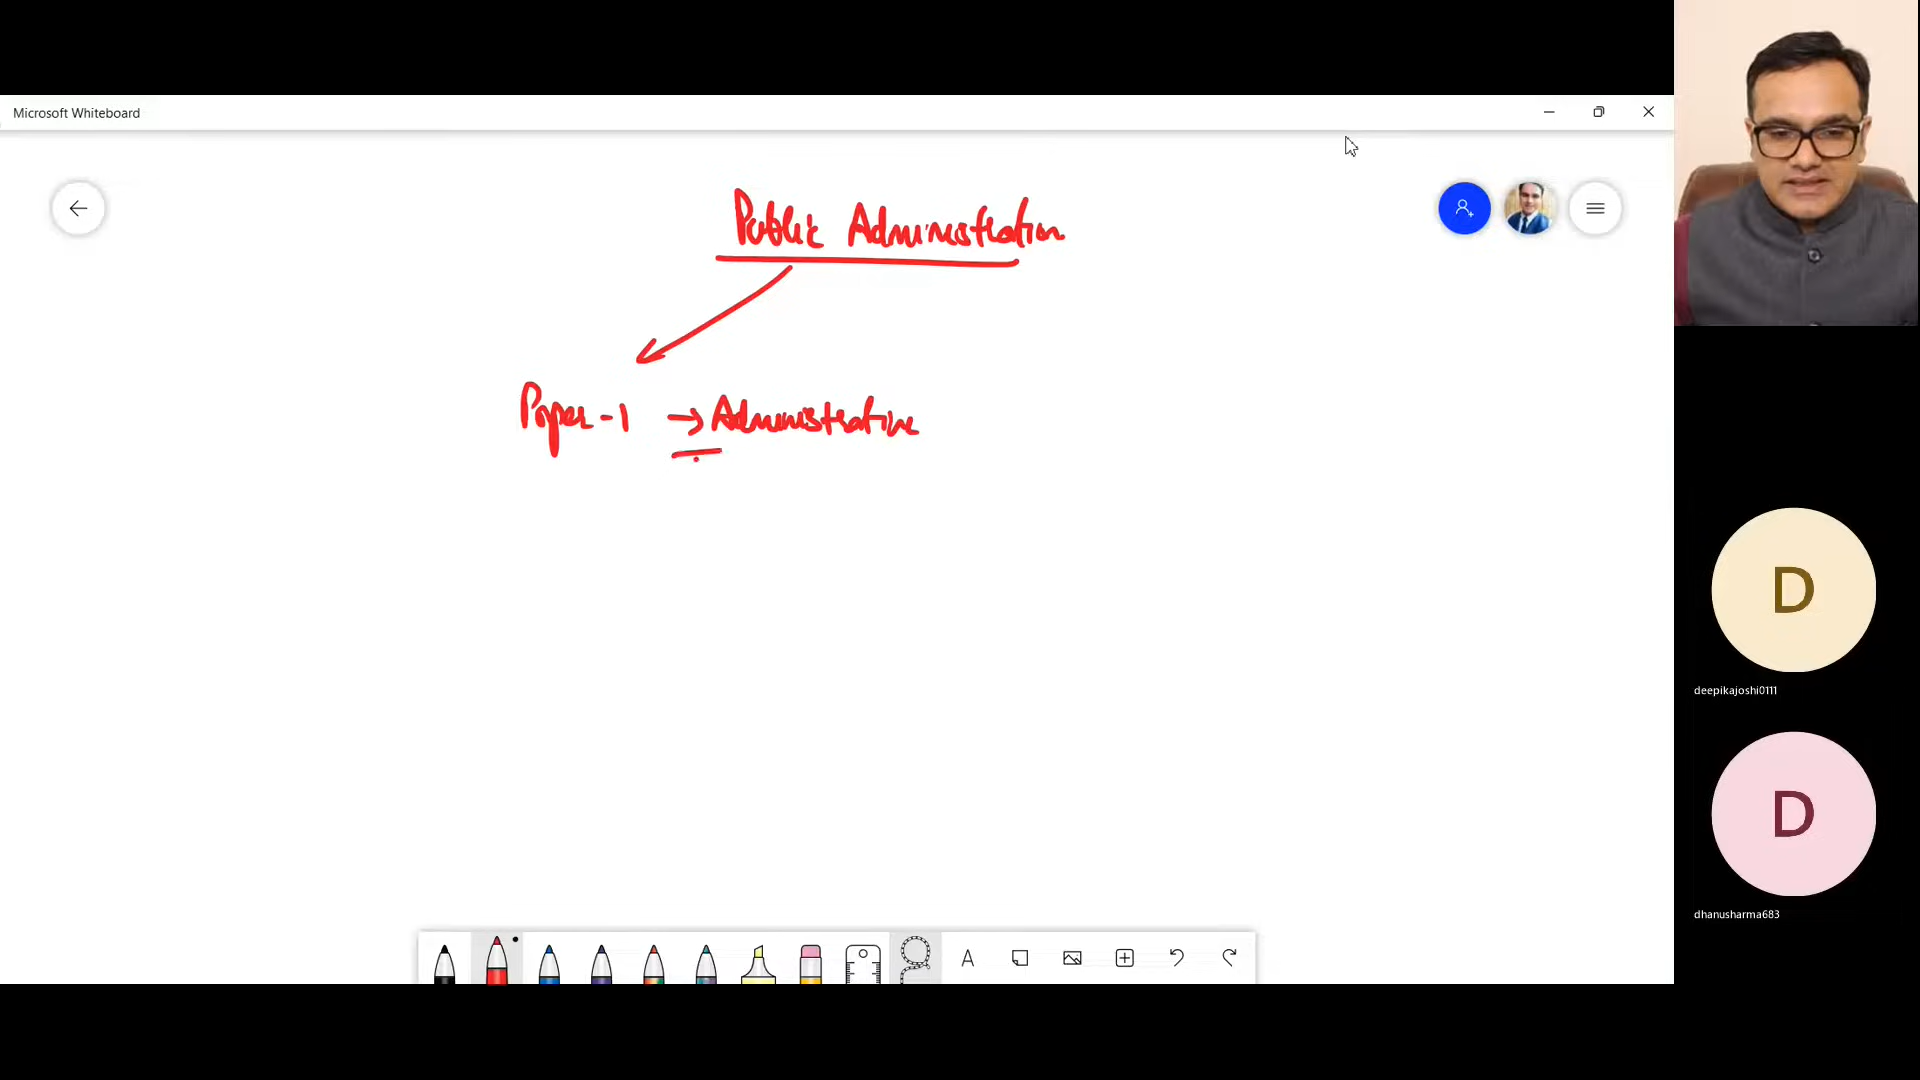 Microsoft Whiteboard
Public Administration
Paper-1 → Administrative
D
deepikajoshi0111
D
dhanusharma683